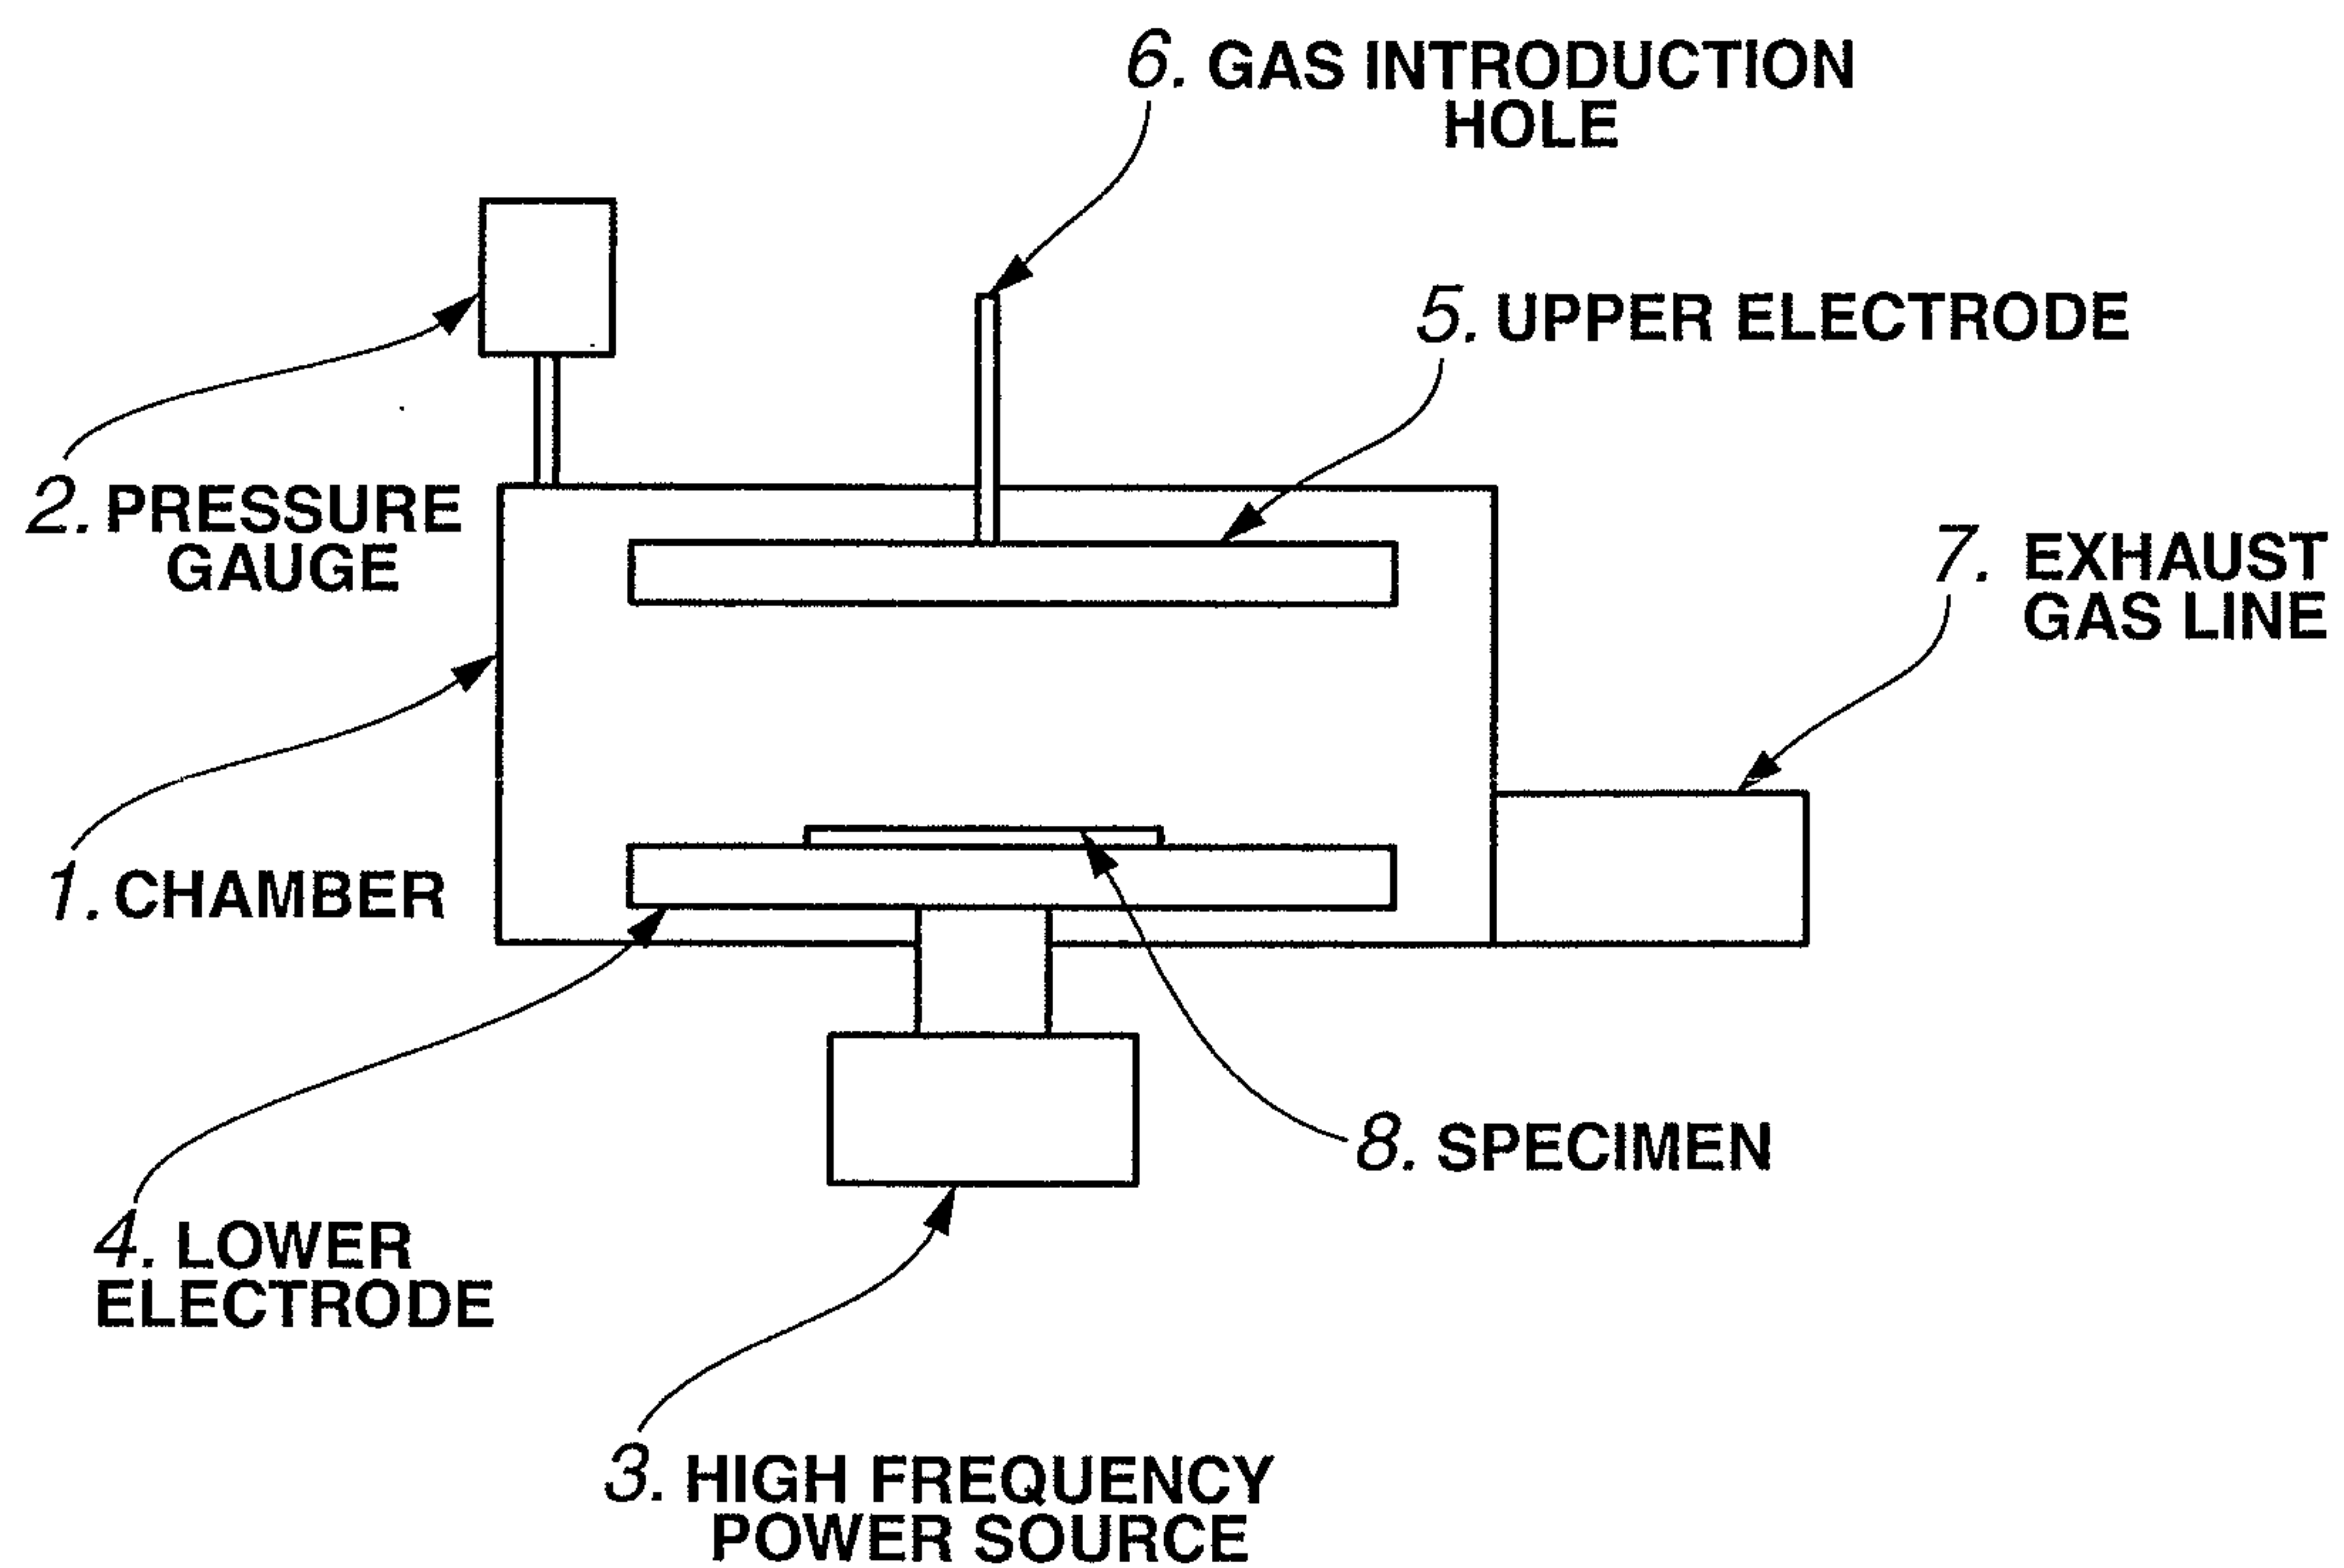 6. GAS INTRODUCTION
HOLE
5. UPPER ELECTRODE
2. PRESSURE
GAUGE
7. EXHAUST
GAS LINE
1. CHAMBER
8. SPECIMEN
4. LOWER
ELECTRODE
3. HIGH FREQUENCY
POWER SOURCE